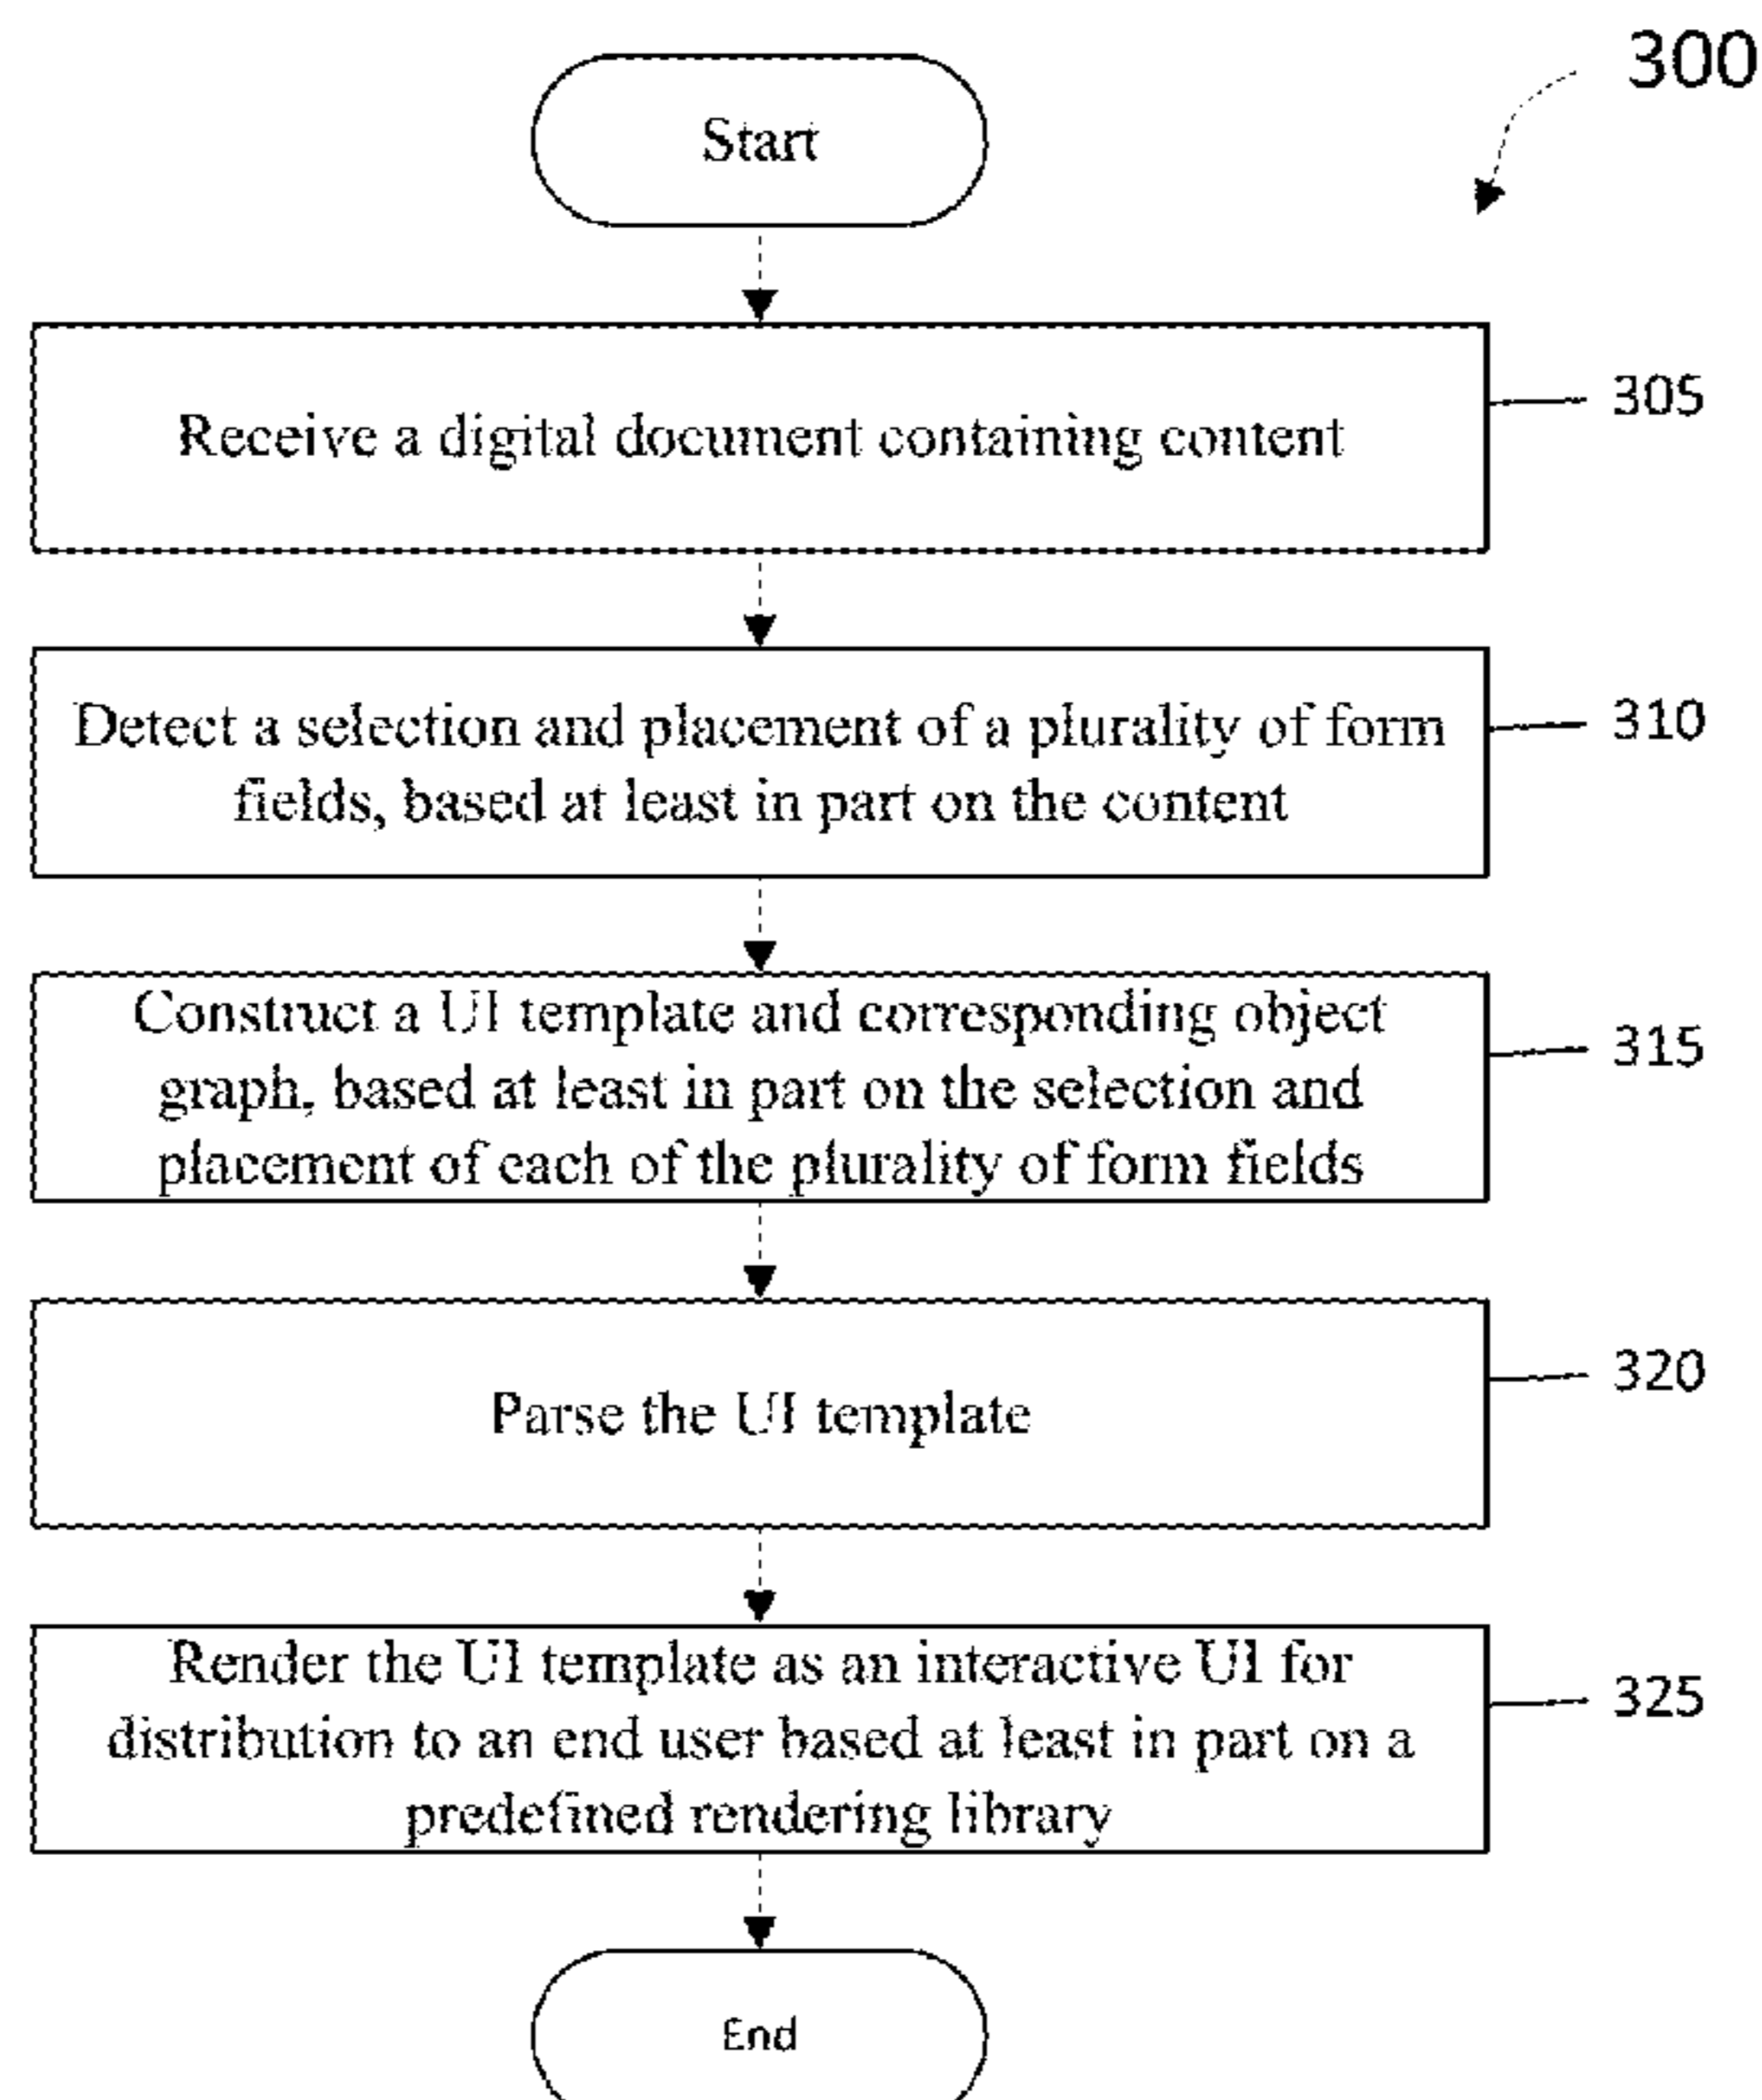 300
Start
Receive a digital document containing content
305
Detect a selection and placement of a plurality of form
fields, based at least in part on the content
310
Construct a UI template and corresponding object
graph, based at least in part on the selection and
placement of each of the plurality of form fields
315
Parse the UI template
320
Render the UI template as an interactive UI for
distribution to an end user based at least in part on a
predefined rendering library
325
End